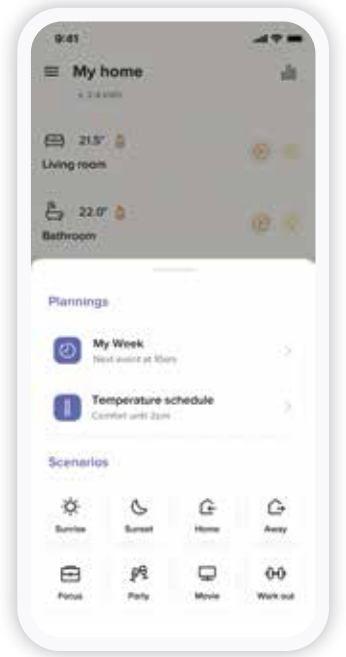 9:41
My home
21.5°
Living room
22.0°
Bathroom
Plannings
My Week
Next event at 10am
Temperature schedule
Comfort until 2pm
Scenarios
Sunrise Sunset Home Away
Focus Party Movie Work out